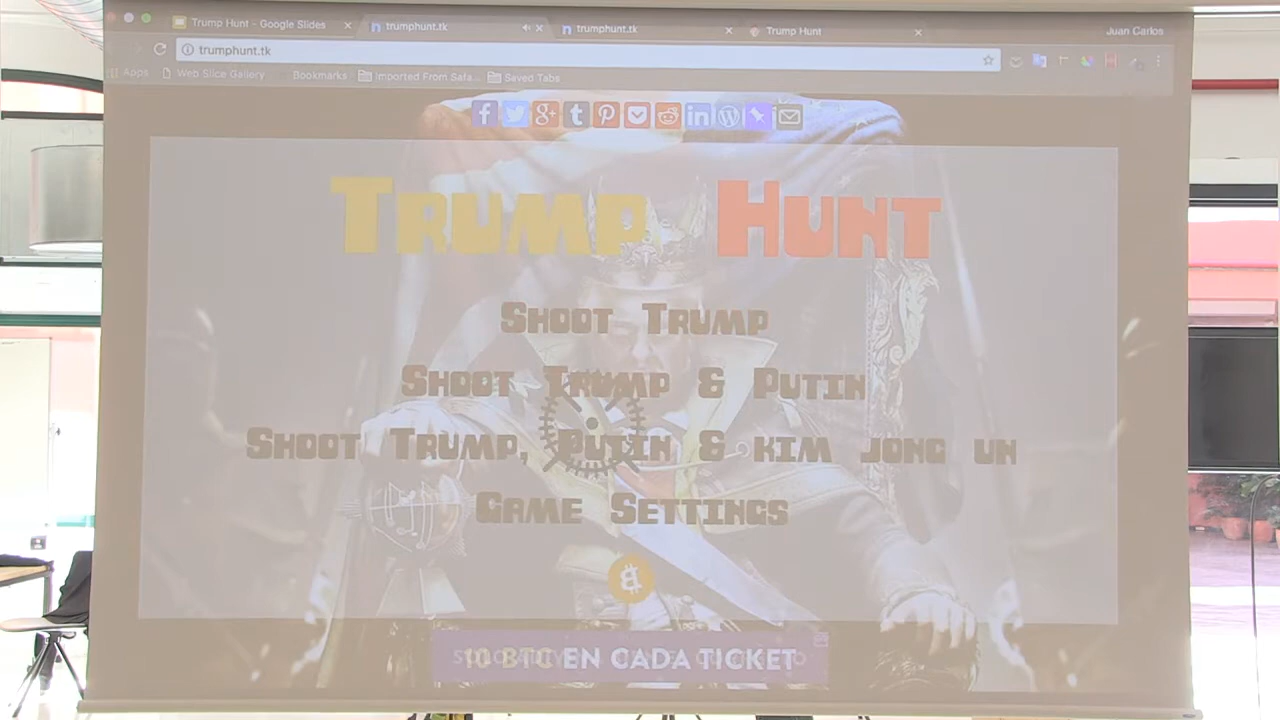 Trump Hunt - Google Slides
trumphunt.tk
trumphunt.tk
Trump Hunt
Juan Carlos
trumphunt.tk
Apps
Web Slice Gallery
Bookmarks
Imported From Safa...
Saved Tabs
Trump Hunt
Shoot Trump
Shoot Trump & Putin
Shoot Trump, Putin & kim jong un
Game Settings
10 BTC EN CADA TICKET